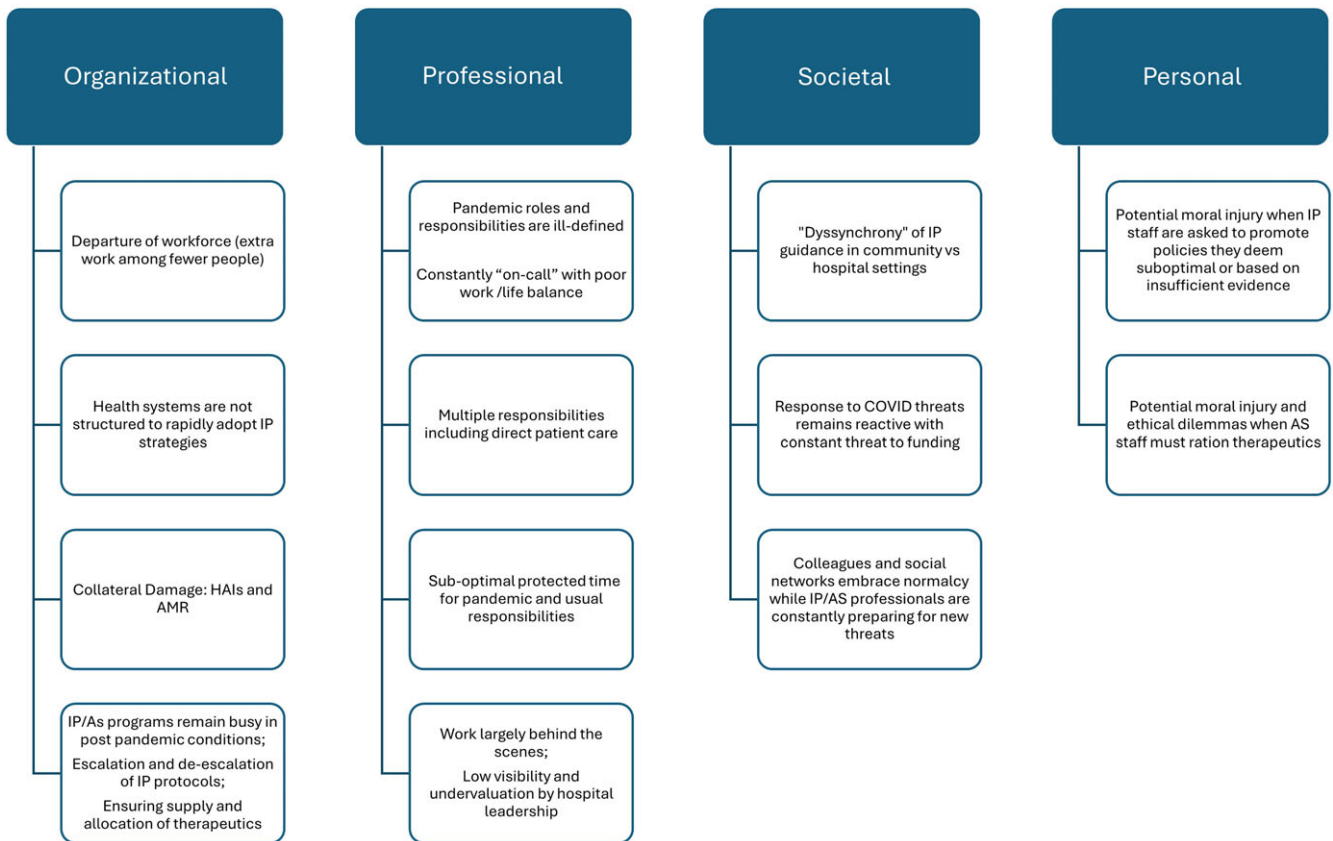 Organizational
Departure of workforce (extra
work among fewer people)
Health systems are not
structured to rapidly adopt IP
strategies
Collateral Damage: HAIs and
AMR
IP/As programs remain busy in
post pandemic conditions;
Escalation and de-escalation
of IP protocols;
Ensuring supply and
allocation of therapeutics
Professional
Pandemic roles and
responsibilities are ill-defined
Constantly “on-call” with poor
work /life balance
Multiple responsibilities
including direct patient care
Sub-optimal protected time
for pandemic and usual
responsibilities
Work largely behind the
scenes;
Low visibility and
undervaluation by hospital
leadership
Societal
"Dyssynchrony" of IP
guidance in community vs
hospital settings
Response to COVID threats
remains reactive with
constant threat to funding
Colleagues and social
networks embrace normalcy
while IP/AS professionals are
constantly preparing for new
threats
Personal
Potential moral injury when IP
staff are asked to promote
policies they deem
suboptimal or based on
insufficient evidence
Potential moral injury and
ethical dilemmas when AS
staff must ration therapeutics